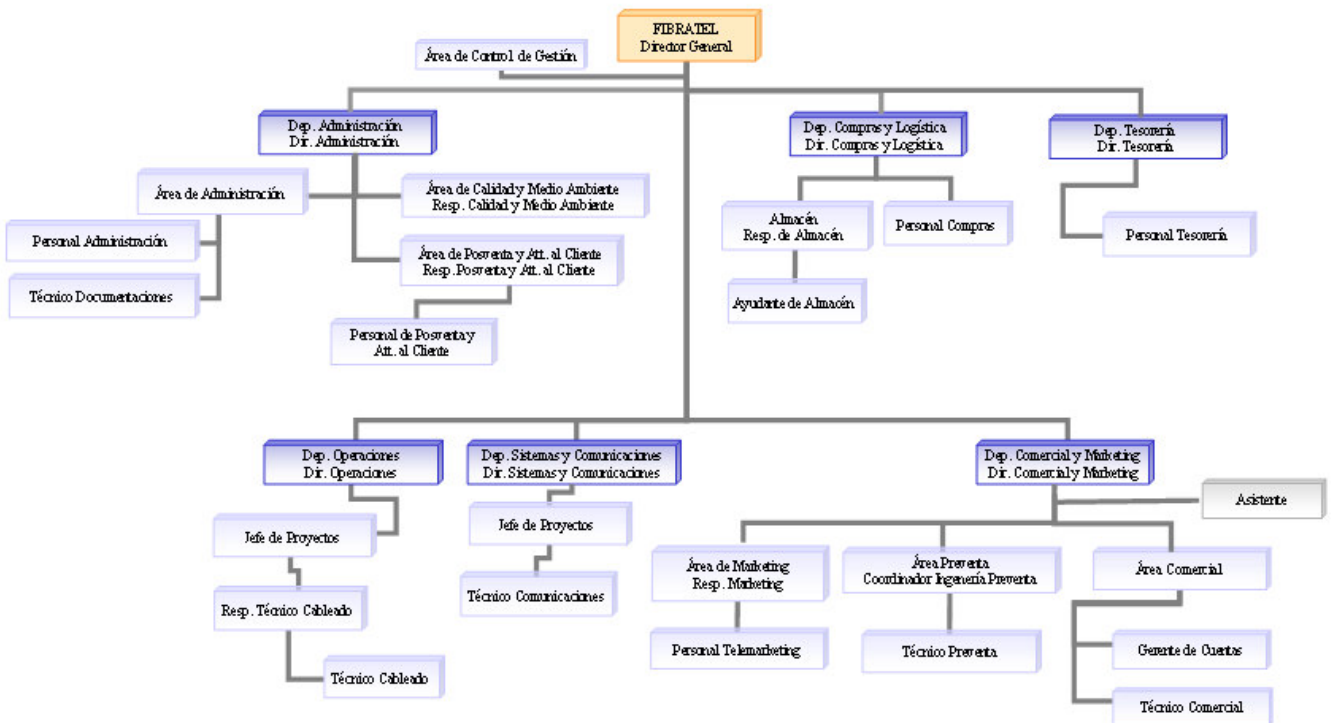 FIBRATEL
Director General
Área de Control de Gestión
Dep. Administración
Dir. Administración
Dep. Compras y Logística
Dir. Compras y Logística
Dep. Tesorería
Dir. Tesorería
Área de Administración
Área de Calidad y Medio Ambiente
Resp. Calidad y Medio Ambiente
Almacén
Resp. de Almacén
Personal Compras
Personal Administración
Área de Posventa y Att. al Cliente
Resp. Posventa y Att. al Cliente
Personal Tesorería
Técnico Documentaciones
Ayudante de Almacén
Personal de Posventa y
Att. al Cliente
Dep. Operaciones
Dir. Operaciones
Dep. Sistemas y Comunicaciones
Dir. Sistemas y Comunicaciones
Dep. Comercial y Marketing
Dir. Comercial y Marketing
Asistente
Jefe de Proyectos
Jefe de Proyectos
Área de Marketing
Resp. Marketing
Área Preventa
Coordinador Ingenería Preventa
Área Comercial
Resp. Técnico Cableado
Técnico Comunicaciones
Personal Telemarketing
Técnico Preventa
Gerente de Cuentas
Técnico Cableado
Técnico Comercial